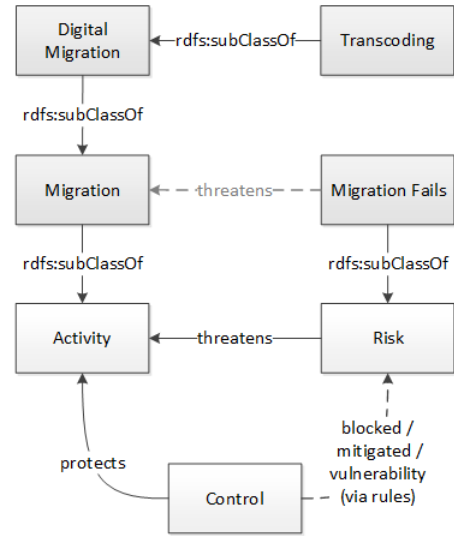 Digital
Migration
rdfs:subClassOf
Transcoding
rdfs:subClassOf
Migration
threatens
Migration Fails
rdfs:subClassOf
rdfs:subClassOf
Activity
threatens
Risk
protects
blocked /
mitigated /
vulnerability
(via rules)
Control